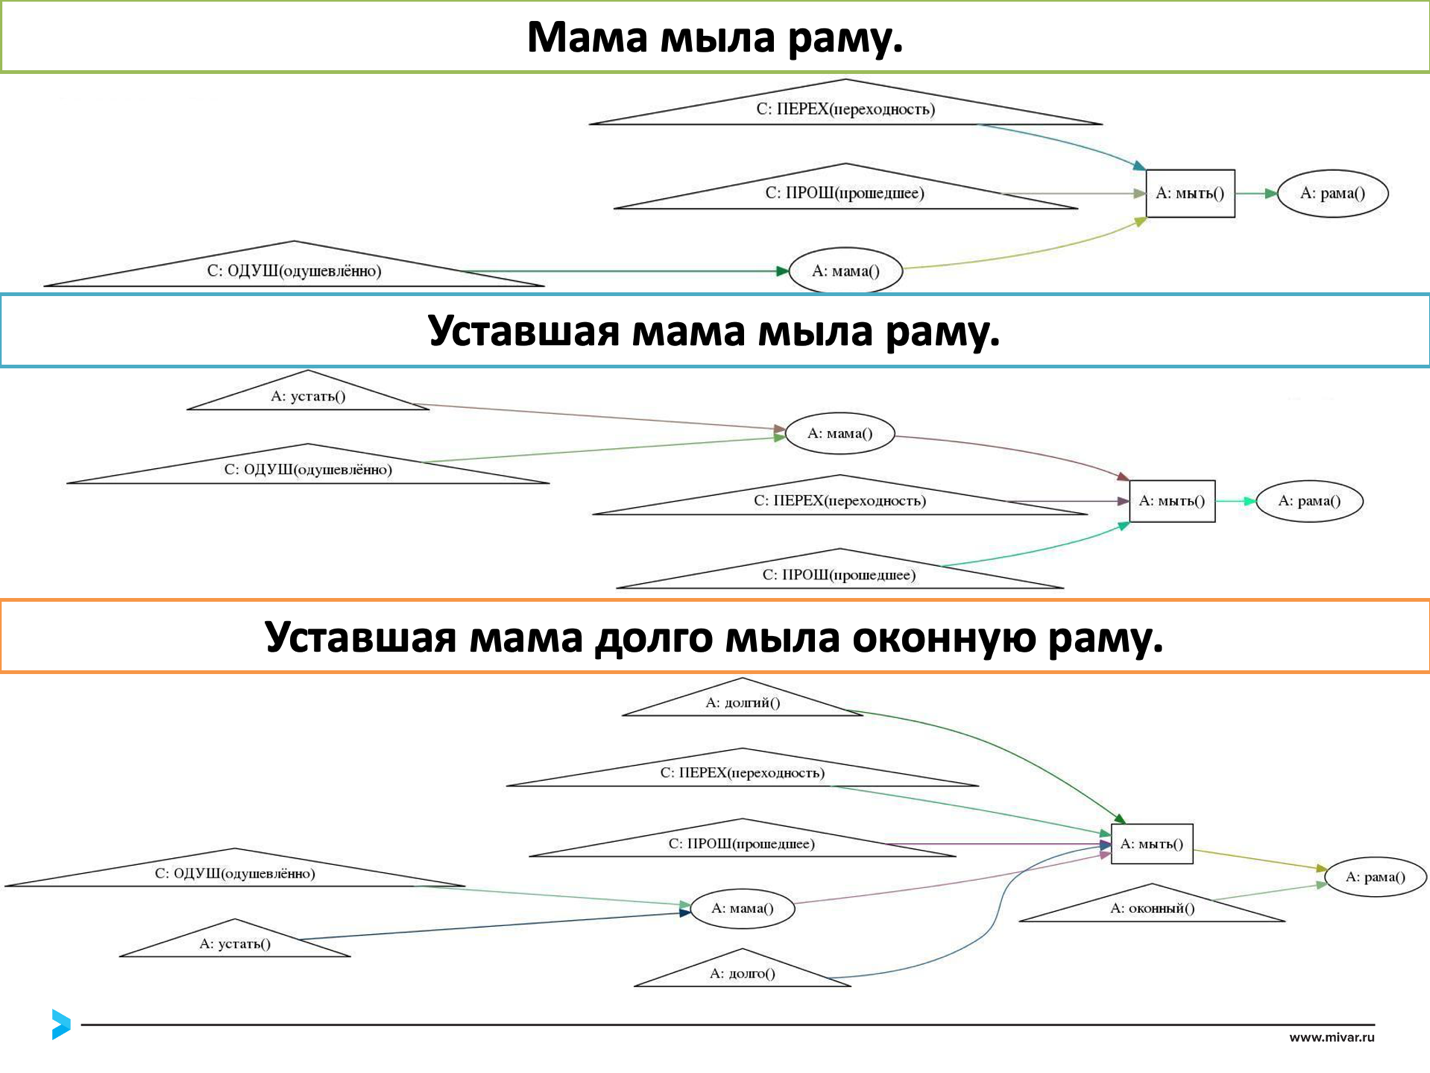 Мама мыла раму.
С: ПЕРЕХ(переходность)
С: ПРОШ(прошедшее)
А: мыть()
А: рама()
С: ОДУШ(одушевлённо)
А: мама()
Уставшая мама мыла раму.
А: устать()
А: мама()
С: ОДУШ(одушевлённо)
С: ПЕРЕХ(переходность)
А: мыть()
А: рама()
С: ПРОШ(прошедшее)
Уставшая мама долго мыла оконную раму.
А: долгий()
С: ПЕРЕХ(переходность)
С: ПРОШ(прошедшее)
А: мыть()
С: ОДУШ(одушевлённо)
А: рама()
А: мама()
А: оконный()
А: устать()
А: долго()
www.mivar.ru